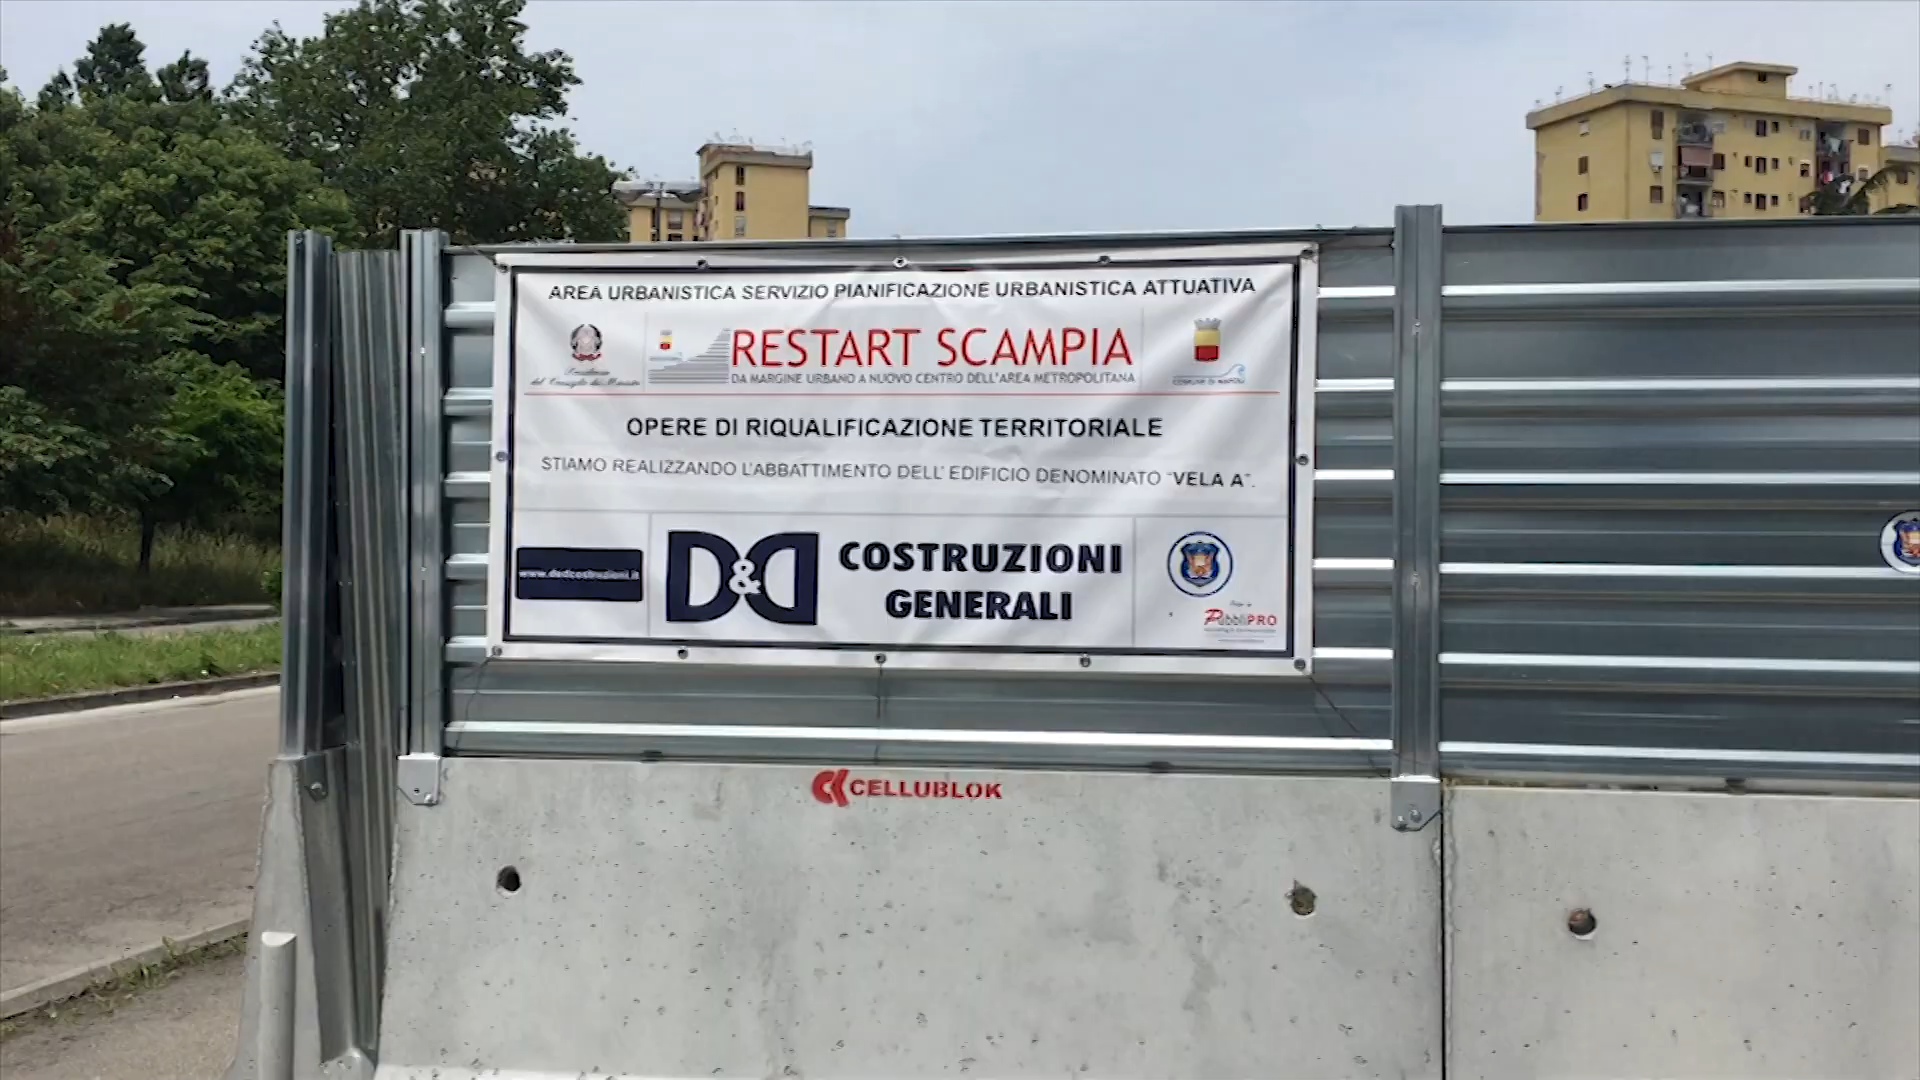 AREA URBANISTICA SERVIZIO PIANIFICAZIONE URBANISTICA ATTUATIVA
RESTART SCAMPIA
DA MARGINE URBANO A NUOVO CENTRO DELL'AREA METROPOLITANA
del Consiglio dei Ministri
COMUNE DI NAPOLI
OPERE DI RIQUALIFICAZIONE TERRITORIALE
STIAMO REALIZZANDO L'ABBATTIMENTO DELL' EDIFICIO DENOMINATO "VELA A".
www.dedcostruzioni.it
D&D
COSTRUZIONI
GENERALI
PubbliPRO
CELLUBLOK